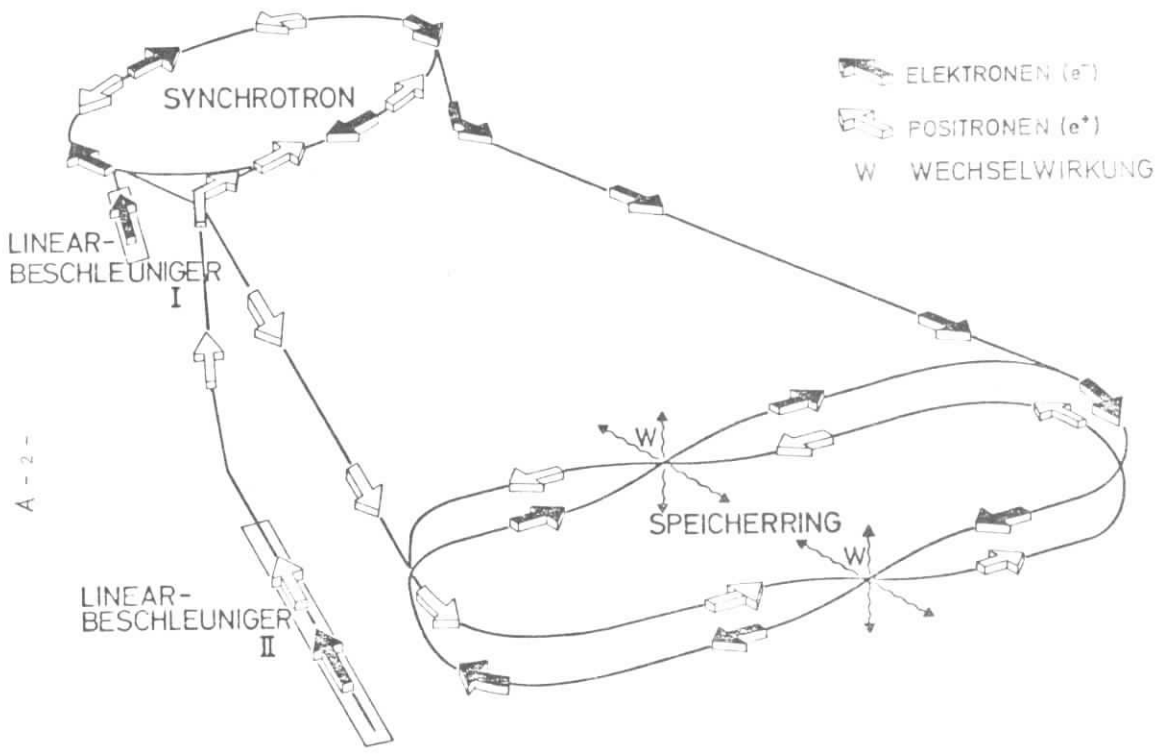 SYNCHROTRON
ELEKTRONEN (e⁻)
POSITRONEN (e⁺)
W WECHSELWIRKUNG
LINEAR-
BESCHLEUNIGER
I
W
SPEICHERRING
W
LINEAR-
BESCHLEUNIGER
II
A - 2 -